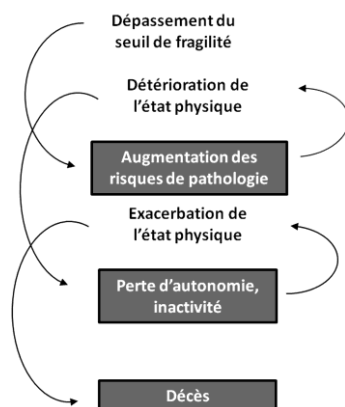 Dépassement du
seuil de fragilité
Détérioration de
l'état physique
Augmentation des
risques de pathologie
Exacerbation de
l'état physique
Perte d'autonomie,
inactivité
Décès